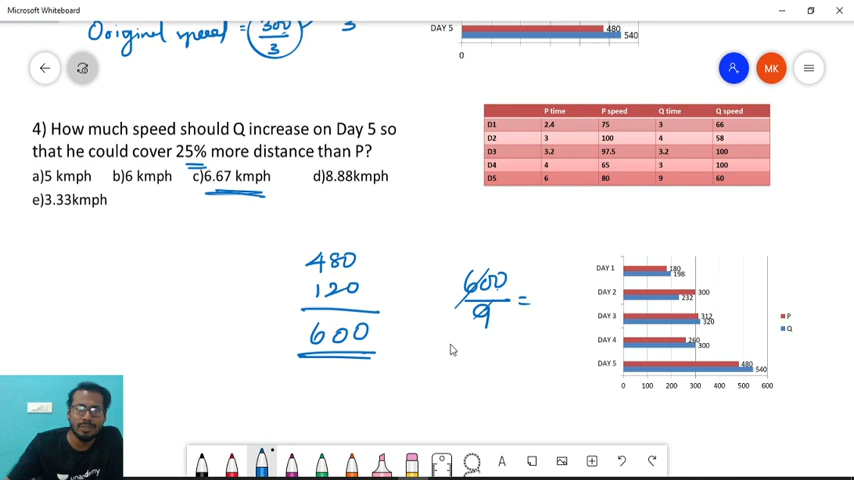 Microsoft Whiteboard
Original speed = 300/3
3
DAY 5 480 540
0
MK
4) How much speed should Q increase on Day 5 so
that he could cover 25% more distance than P?
a)5 kmph b)6 kmph c)6.67 kmph d)8.88kmph
e)3.33kmph
P time P speed Q time Q speed
D1 2.4 75 3 66
D2 3 100 4 58
D3 3.2 97.5 3.2 100
D4 4 65 3 100
D5 6 80 9 60
480
120
600
600/9 =
DAY 1 180 198
DAY 2 300 232
DAY 3 312 320
DAY 4 260 300
DAY 5 480 540
0 100 200 300 400 500 600
P
Q
unacademy
A